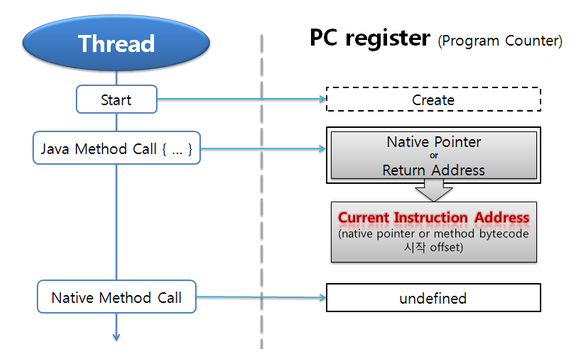 Thread
PC register (Program Counter)
Start
Create
Java Method Call { ... }
Native Pointer
or
Return Address
Current Instruction Address
(native pointer or method bytecode
시작 offset)
Native Method Call
undefined